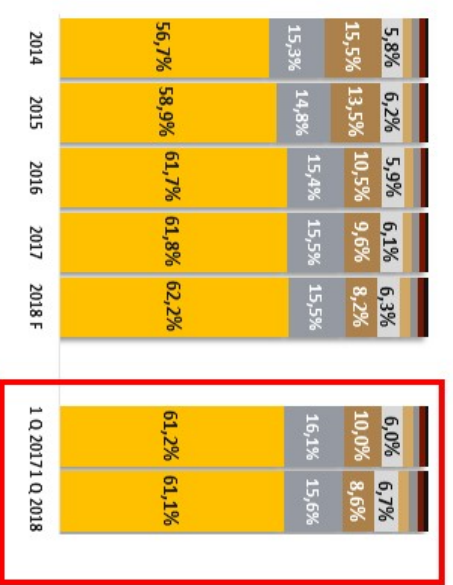 2014 56,7% 15,3% 15,5% 5,8%
2015 58,9% 14,8% 13,5% 6,2%
2016 61,7% 15,4% 10,5% 5,9%
2017 61,8% 15,5% 9,6% 6,1%
2018 F 62,2% 15,5% 8,2% 6,3%
1 Q 2017 61,2% 16,1% 10,0% 6,0%
1 Q 2018 61,1% 15,6% 8,6% 6,7%